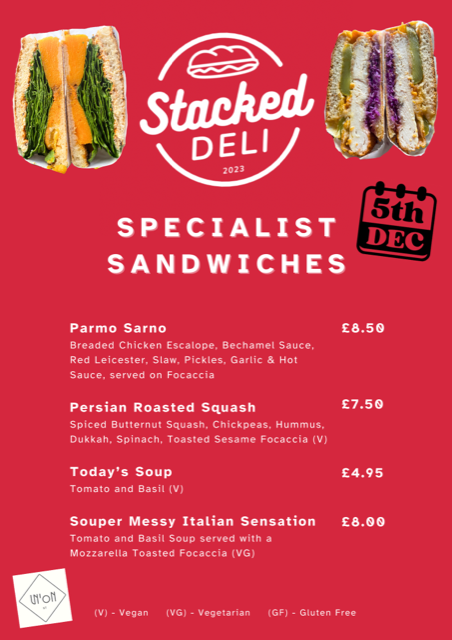 Stacked
DELI
2023
5th
DEC
SPECIALIST
SANDWICHES
Parmo Sarno £8.50
Breaded Chicken Escalope, Bechamel Sauce,
Red Leicester, Slaw, Pickles, Garlic & Hot
Sauce, served on Focaccia
Persian Roasted Squash £7.50
Spiced Butternut Squash, Chickpeas, Hummus,
Dukkah, Spinach, Toasted Sesame Focaccia (V)
Today's Soup £4.95
Tomato and Basil (V)
Souper Messy Italian Sensation £8.00
Tomato and Basil Soup served with a
Mozzarella Toasted Focaccia (VG)
(V) - Vegan (VG) - Vegetarian (GF) - Gluten Free